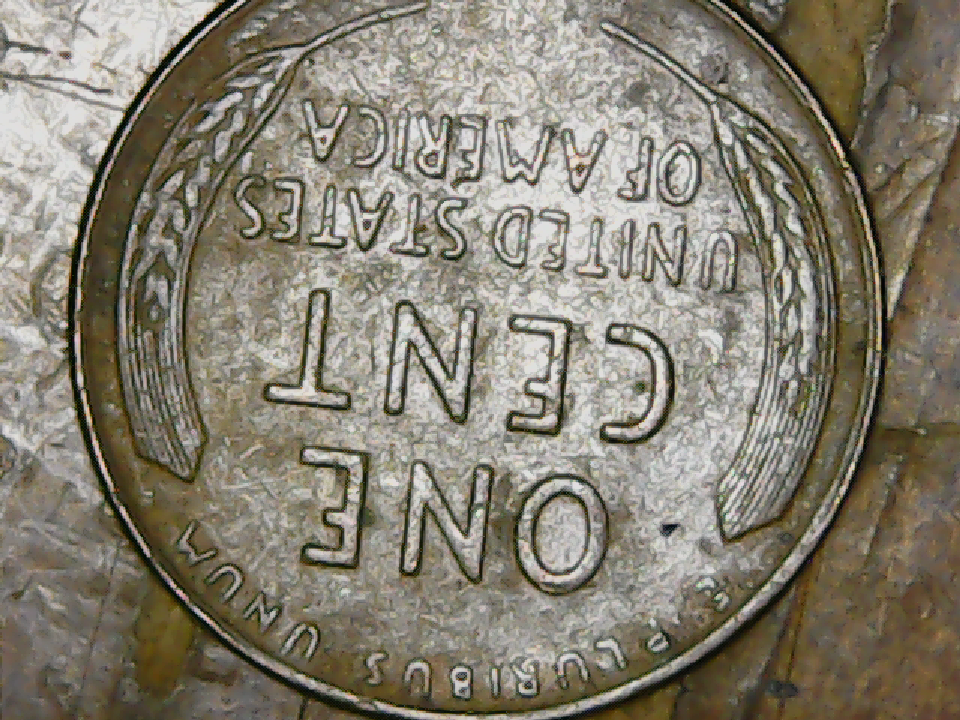 E·PLURIBUS UNUM
ONE
CENT
UNITED STATES
OF AMERICA